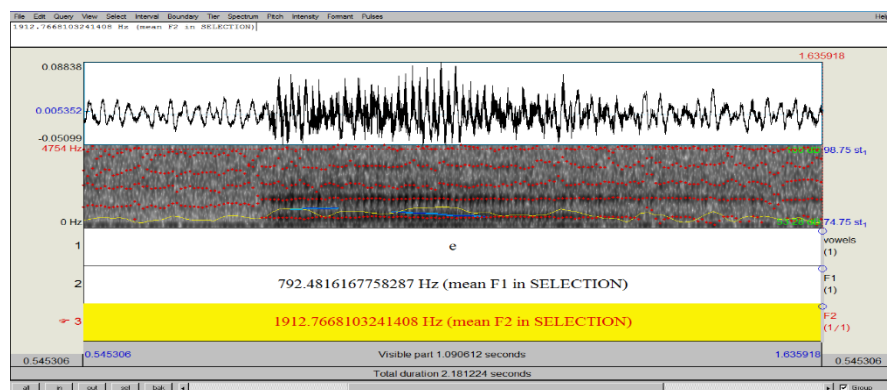 File Edit Query View Select Interval Boundary Tier Spectrum Pitch Intensity Formant Pulses Help
1912.7668103241408 Hz (mean F2 in SELECTION)
1.635918
0.08838
0.005352
-0.05099
4754 Hz
98.75 st₁
0 Hz
74.75 st₁
1 e vowels (1)
2 792.4816167758287 Hz (mean F1 in SELECTION) F1 (1)
3 1912.7668103241408 Hz (mean F2 in SELECTION) F2 (1/1)
0.545306 0.545306 Visible part 1.090612 seconds 1.635918 0.545306
Total duration 2.181224 seconds
all in out sel bak Group